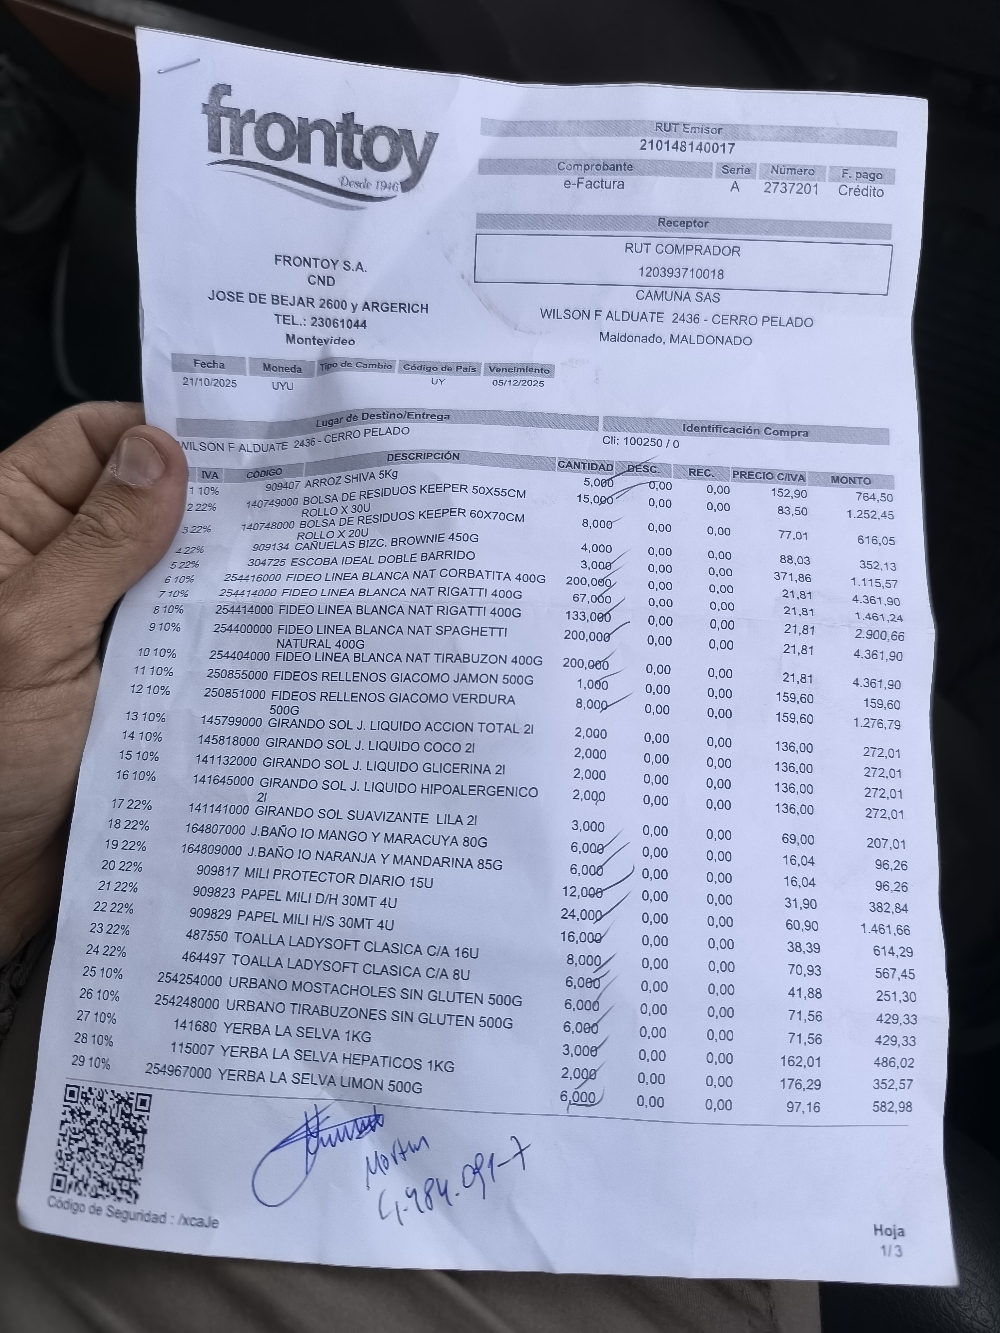 frontoy
Desde 1946
RUT Emisor
210148140017
Comprobante Serie Número F. pago
e-Factura A 2737201 Crédito
Receptor
RUT COMPRADOR
120393710018
CAMUNA SAS
WILSON F ALDUATE 2436 - CERRO PELADO
Maldonado, MALDONADO
FRONTOY S.A.
CND
JOSE DE BEJAR 2600 y ARGERICH
TEL.: 23061044
Montevideo
Fecha Moneda Tipo de Cambio Código de País Vencimiento
21/10/2025 UYU UY 05/12/2025
Lugar de Destino/Entrega Identificación Compra
WILSON F ALDUATE 2436 - CERRO PELADO Cli: 100250 / 0
IVA CÓDIGO DESCRIPCIÓN CANTIDAD DESC. REC. PRECIO C/IVA MONTO
1 10% 909407 ARROZ SHIVA 5Kg 5,000 0,00 0,00 152,90 764,50
2 22% 140749000 BOLSA DE RESIDUOS KEEPER 50X55CM 15,000 0,00 0,00 83,50 1.252,45
ROLLO X 30U
3 22% 140748000 BOLSA DE RESIDUOS KEEPER 60X70CM 8,000 0,00 0,00 77,01 616,05
ROLLO X 20U
4 22% 909134 CAÑUELAS BIZC. BROWNIE 450G 4,000 0,00 0,00 88,03 352,13
5 22% 304725 ESCOBA IDEAL DOBLE BARRIDO 3,000 0,00 0,00 371,86 1.115,57
6 10% 254416000 FIDEO LINEA BLANCA NAT CORBATITA 400G 200,000 0,00 0,00 21,81 4.361,90
7 10% 254414000 FIDEO LINEA BLANCA NAT RIGATTI 400G 67,000 0,00 0,00 21,81 1.461,24
8 10% 254414000 FIDEO LINEA BLANCA NAT RIGATTI 400G 133,000 0,00 0,00 21,81 2.900,66
9 10% 254400000 FIDEO LINEA BLANCA NAT SPAGHETTI 200,000 0,00 0,00 21,81 4.361,90
NATURAL 400G
10 10% 254404000 FIDEO LINEA BLANCA NAT TIRABUZON 400G 200,000 0,00 0,00 21,81 4.361,90
11 10% 250855000 FIDEOS RELLENOS GIACOMO JAMON 500G 1,000 0,00 0,00 159,60 159,60
12 10% 250851000 FIDEOS RELLENOS GIACOMO VERDURA 8,000 0,00 0,00 159,60 1.276,79
500G
13 10% 145799000 GIRANDO SOL J. LIQUIDO ACCION TOTAL 2l 2,000 0,00 0,00 136,00 272,01
14 10% 145818000 GIRANDO SOL J. LIQUIDO COCO 2l 2,000 0,00 0,00 136,00 272,01
15 10% 141132000 GIRANDO SOL J. LIQUIDO GLICERINA 2l 2,000 0,00 0,00 136,00 272,01
16 10% 141645000 GIRANDO SOL J. LIQUIDO HIPOALERGENICO 2,000 0,00 0,00 136,00 272,01
2l
17 22% 141141000 GIRANDO SOL SUAVIZANTE LILA 2l 3,000 0,00 0,00 69,00 207,01
18 22% 164807000 J.BAÑO IO MANGO Y MARACUYA 80G 6,000 0,00 0,00 16,04 96,26
19 22% 164809000 J.BAÑO IO NARANJA Y MANDARINA 85G 6,000 0,00 0,00 16,04 96,26
20 22% 909817 MILI PROTECTOR DIARIO 15U 12,000 0,00 0,00 31,90 382,84
21 22% 909823 PAPEL MILI D/H 30MT 4U 24,000 0,00 0,00 60,90 1.461,66
22 22% 909829 PAPEL MILI H/S 30MT 4U 16,000 0,00 0,00 38,39 614,29
23 22% 487550 TOALLA LADYSOFT CLASICA C/A 16U 8,000 0,00 0,00 70,93 567,45
24 22% 464497 TOALLA LADYSOFT CLASICA C/A 8U 6,000 0,00 0,00 41,88 251,30
25 10% 254254000 URBANO MOSTACHOLES SIN GLUTEN 500G 6,000 0,00 0,00 71,56 429,33
26 10% 254248000 URBANO TIRABUZONES SIN GLUTEN 500G 6,000 0,00 0,00 71,56 429,33
27 10% 141680 YERBA LA SELVA 1KG 3,000 0,00 0,00 162,01 486,02
28 10% 115007 YERBA LA SELVA HEPATICOS 1KG 2,000 0,00 0,00 176,29 352,57
29 10% 254967000 YERBA LA SELVA LIMON 500G 6,000 0,00 0,00 97,16 582,98
4.984.091-7
Código de Seguridad : /xcaJe
Hoja
1/3